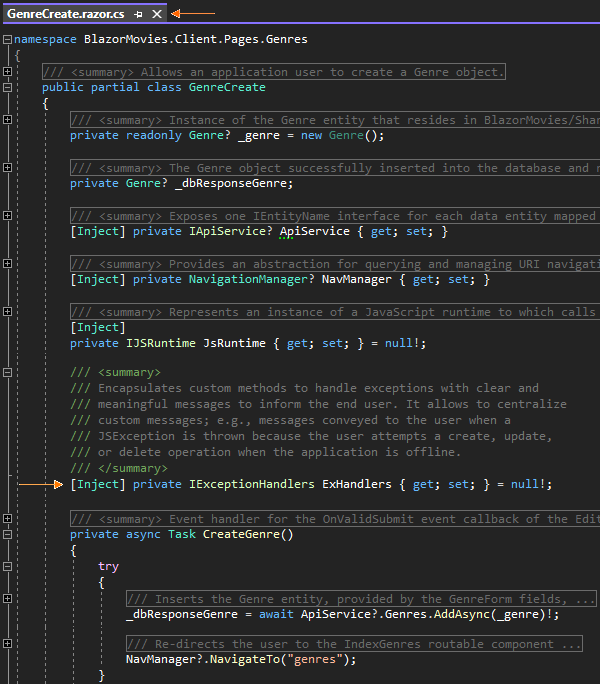 GenreCreate.razor.cs
namespace BlazorMovies.Client.Pages.Genres
{
/// <summary> Allows an application user to create a Genre object.
public partial class GenreCreate
{
/// <summary> Instance of the Genre entity that resides in BlazorMovies/Shar
private readonly Genre? _genre = new Genre();
/// <summary> The Genre object successfully inserted into the database and r
private Genre? _dbResponseGenre;
/// <summary> Exposes one IEntityName interface for each data entity mapped
[Inject] private IApiService? ApiService { get; set; }
/// <summary> Provides an abstraction for querying and managing URI navigati
[Inject] private NavigationManager? NavManager { get; set; }
/// <summary> Represents an instance of a JavaScript runtime to which calls
[Inject]
private IJSRuntime JsRuntime { get; set; } = null!;
/// <summary>
/// Encapsulates custom methods to handle exceptions with clear and
/// meaningful messages to inform the end user. It allows to centralize
/// custom messages; e.g., messages conveyed to the user when a
/// JSException is thrown because the user attempts a create, update,
/// or delete operation when the application is offline.
/// </summary>
[Inject] private IExceptionHandlers ExHandlers { get; set; } = null!;
/// <summary> Event handler for the OnValidSubmit event callback of the Edit
private async Task CreateGenre()
{
try
{
/// Inserts the Genre entity, provided by the GenreForm fields, ...
_dbResponseGenre = await ApiService?.Genres.AddAsync(_genre)!;
/// Re-directs the user to the IndexGenres routable component ...
NavManager?.NavigateTo("genres");
}